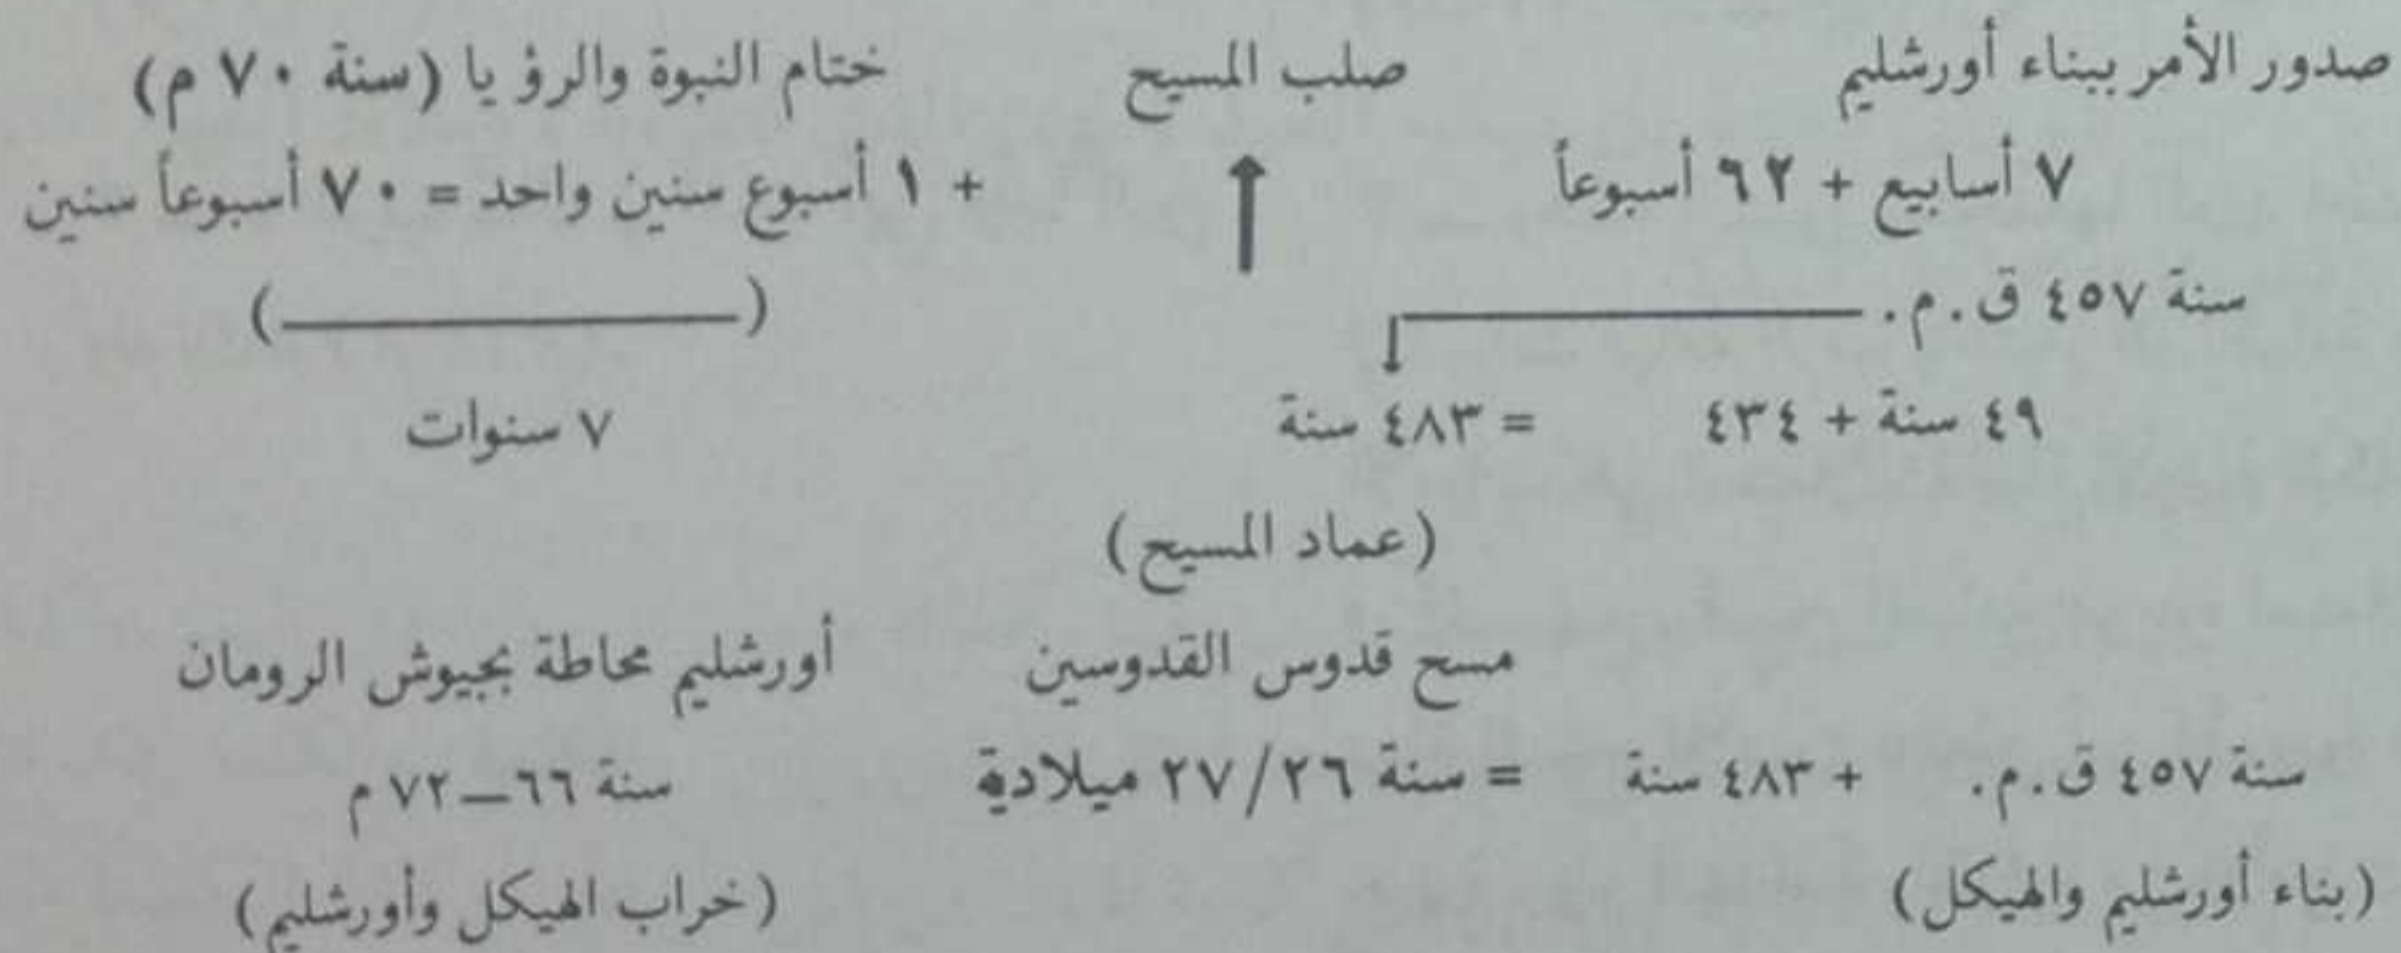 صدور الأمر ببناء أورشليم صلب المسيح ختام النبوة والرؤيا (سنة ٧٠ م)
٧ أسابيع + ٦٢ أسبوعاً + ١ أسبوع سنين واحد = ٧٠ أسبوعاً سنين
سنة ٤٥٧ ق.م.
٤٩ سنة + ٤٣٤ = ٤٨٣ سنة ٧ سنوات
(عماد المسيح)
مسح قدوس القدوسين أورشليم محاطة بجيوش الرومان
سنة ٤٥٧ ق.م. + ٤٨٣ سنة = سنة ٢٧/٢٦ ميلادية سنة ٦٦—٧٢ م
(بناء أورشليم والهيكل) (خراب الهيكل وأورشليم)